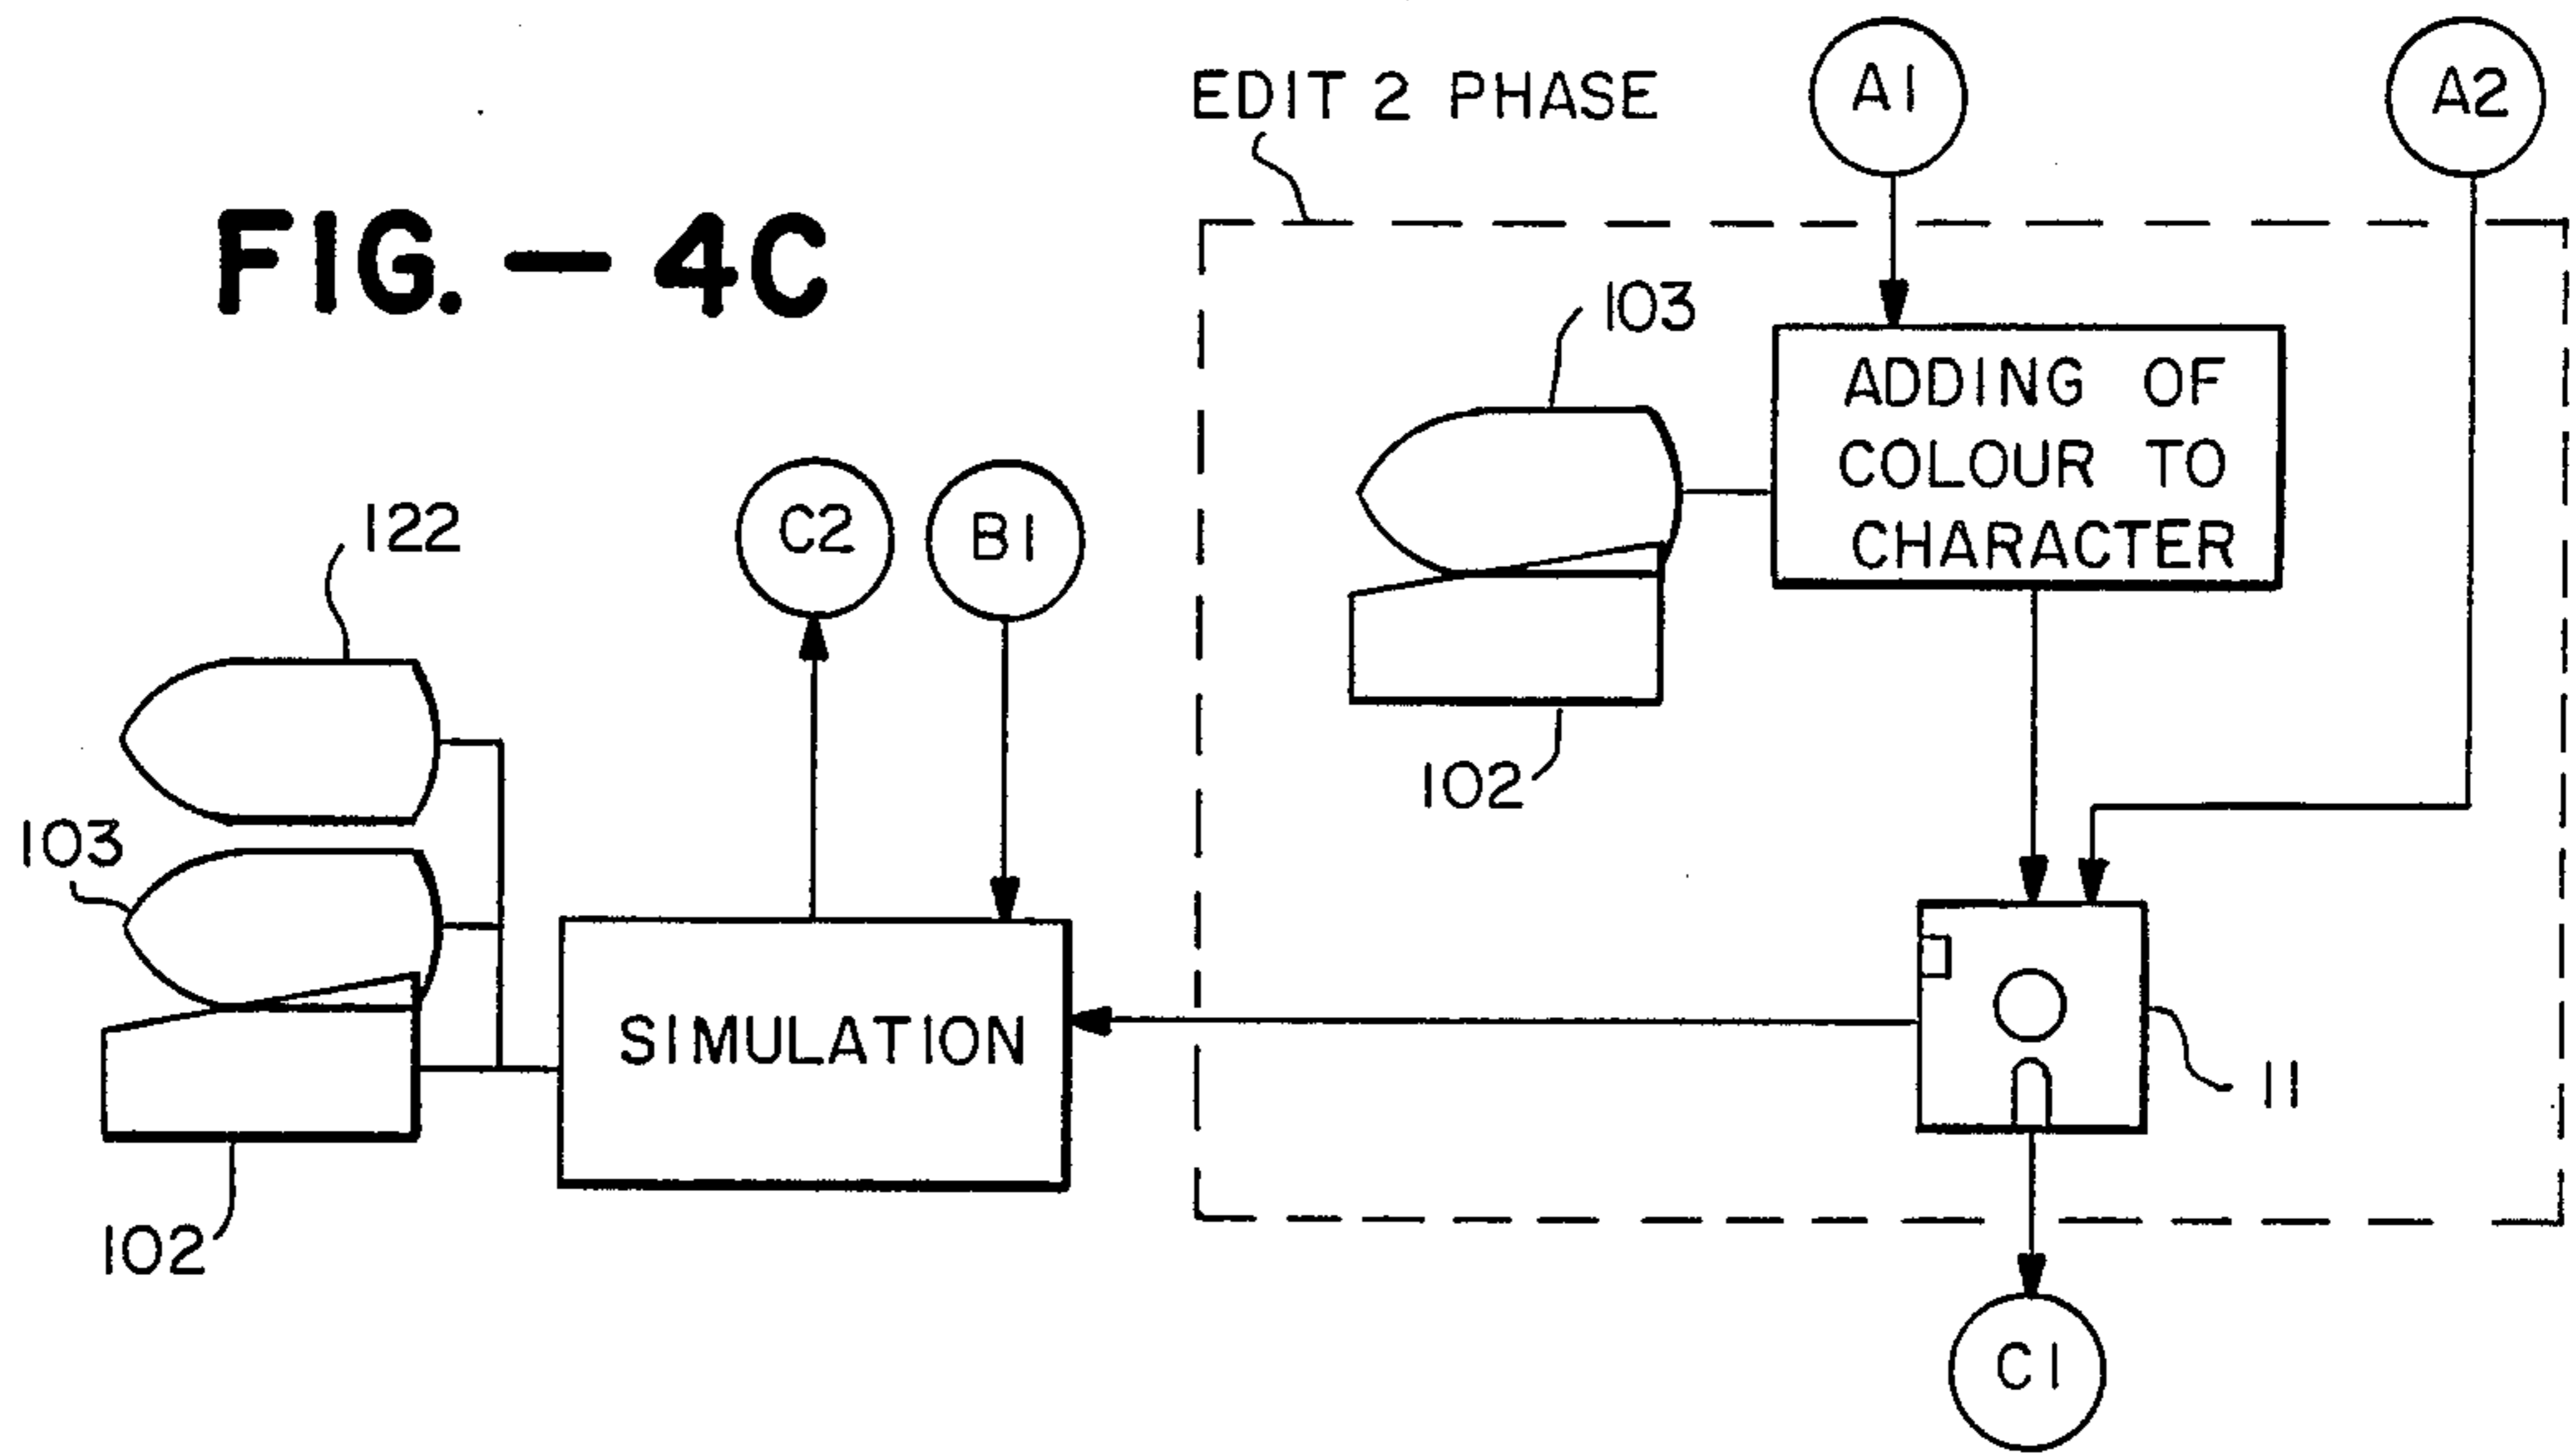 EDIT 2 PHASE
A1
A2
FIG. — 4C
103
ADDING OF
COLOUR TO
CHARACTER
122
C2
B1
102
103
SIMULATION
11
102
C1